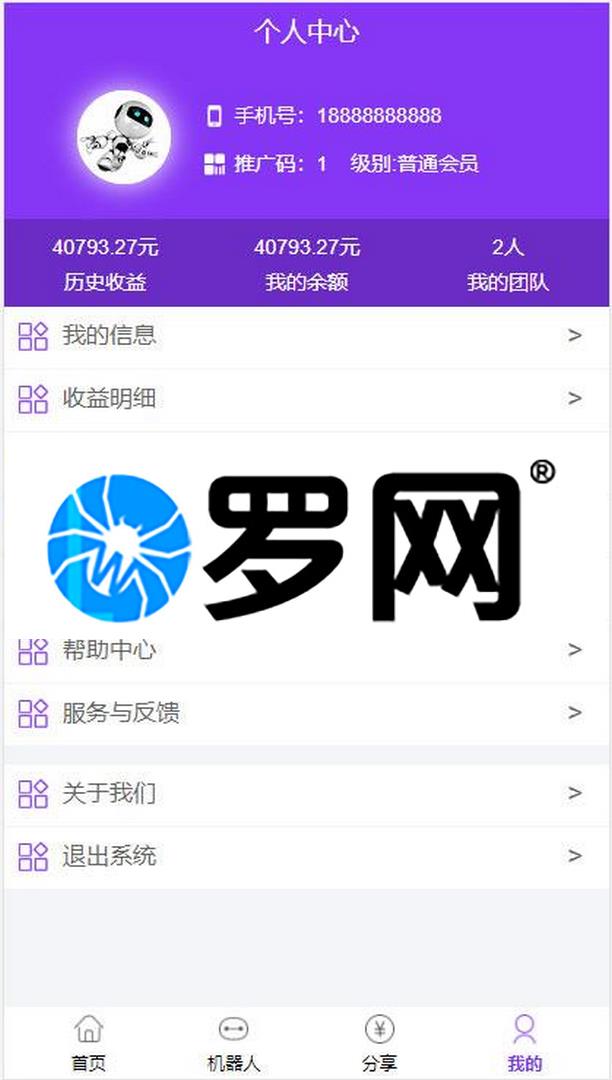 个人中心
手机号：18888888888
推广码：1 级别:普通会员
40793.27元 40793.27元 2人
历史收益 我的余额 我的团队
我的信息 >
收益明细 >
罗网®
帮助中心 >
服务与反馈 >
关于我们 >
退出系统 >
首页 机器人 分享 我的